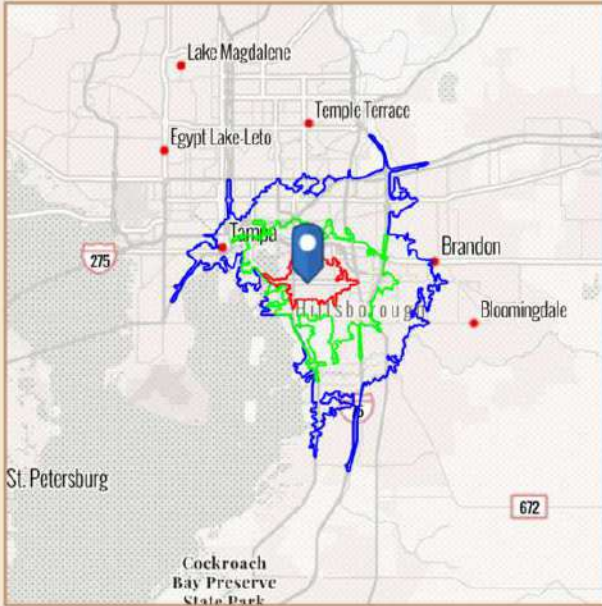 Lake Magdalene
Temple Terrace
Egypt Lake-Leto
Tampa
275
Brandon
Hillsborough
Bloomingdale
St. Petersburg
672
Cockroach
Bay Preserve
State Park